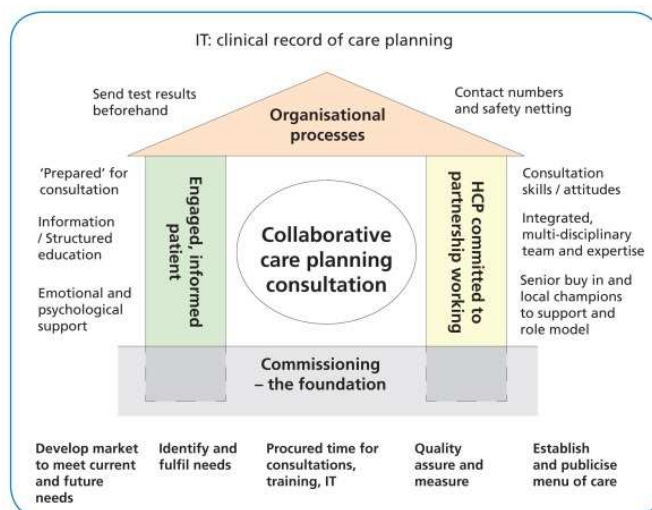 IT: clinical record of care planning
Send test results
beforehand
Contact numbers
and safety netting
Organisational
processes
‘Prepared’ for
consultation
Information
/ Structured
education
Emotional and
psychological
support
Engaged, informed
patient
Collaborative
care planning
consultation
HCP committed to
partnership working
Consultation
skills / attitudes
Integrated,
multi-disciplinary
team and expertise
Senior buy in and
local champions
to support and
role model
Commissioning
– the foundation
Develop market
to meet current
and future
needs
Identify and
fulfil needs
Procured time for
consultations,
training, IT
Quality
assure and
measure
Establish
and publicise
menu of care